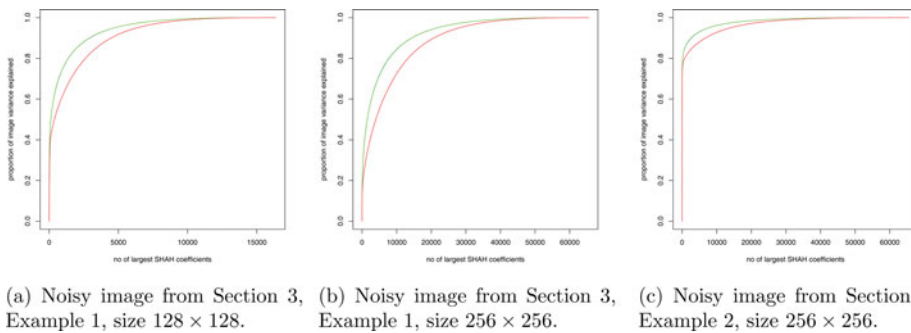 1.0
0.8
0.6
0.4
0.2
0.0
proportion of image variance explained
0 5000 10000 15000
no of largest SHAH coefficients
(a) Noisy image from Section 3,
Example 1, size 128 × 128.
1.0
0.8
0.6
0.4
0.2
0.0
proportion of image variance explained
0 10000 20000 30000 40000 50000 60000
no of largest SHAH coefficients
(b) Noisy image from Section 3,
Example 1, size 256 × 256.
1.0
0.8
0.6
0.4
0.2
0.0
proportion of image variance explained
0 10000 20000 30000 40000 50000 60000
no of largest SHAH coefficients
(c) Noisy image from Section
Example 2, size 256 × 256.